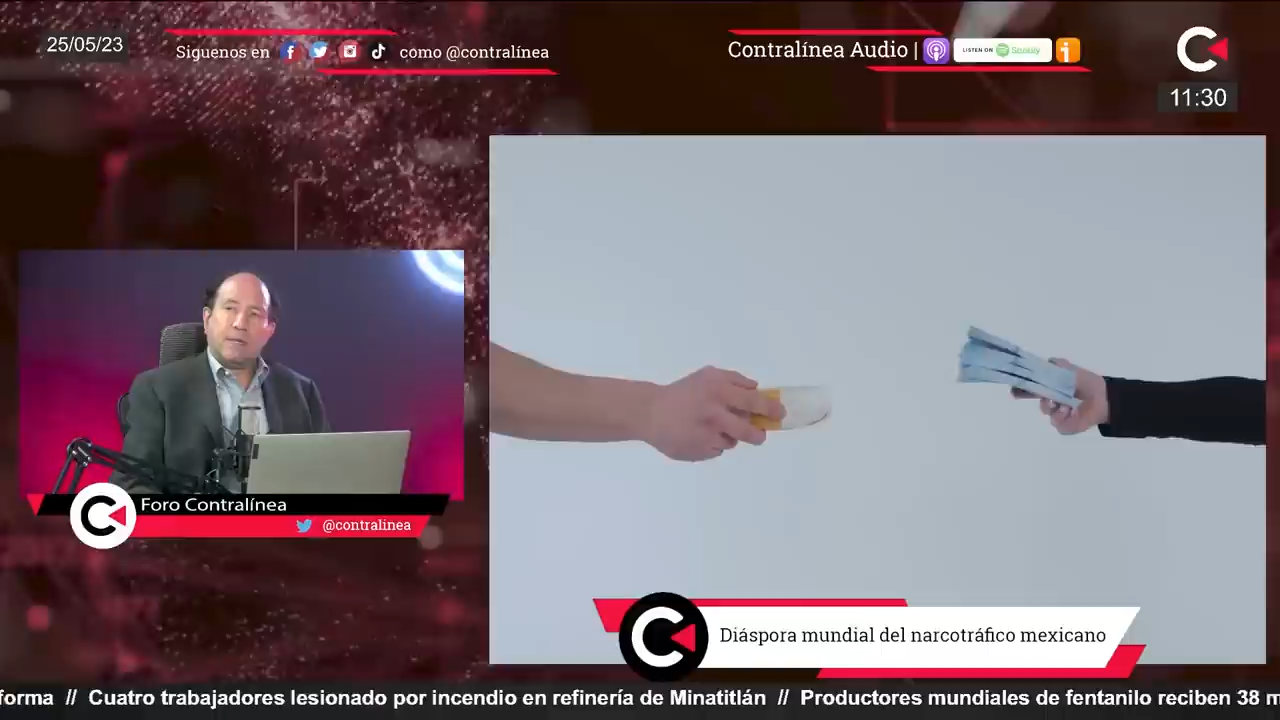 25/05/23
Siguenos en
como @contralínea
Contralínea Audio |
LISTEN ON Spotify
11:30
Foro Contralínea
@contralinea
Diáspora mundial del narcotráfico mexicano
forma // Cuatro trabajadores lesionado por incendio en refinería de Minatitlán // Productores mundiales de fentanilo reciben 38 m